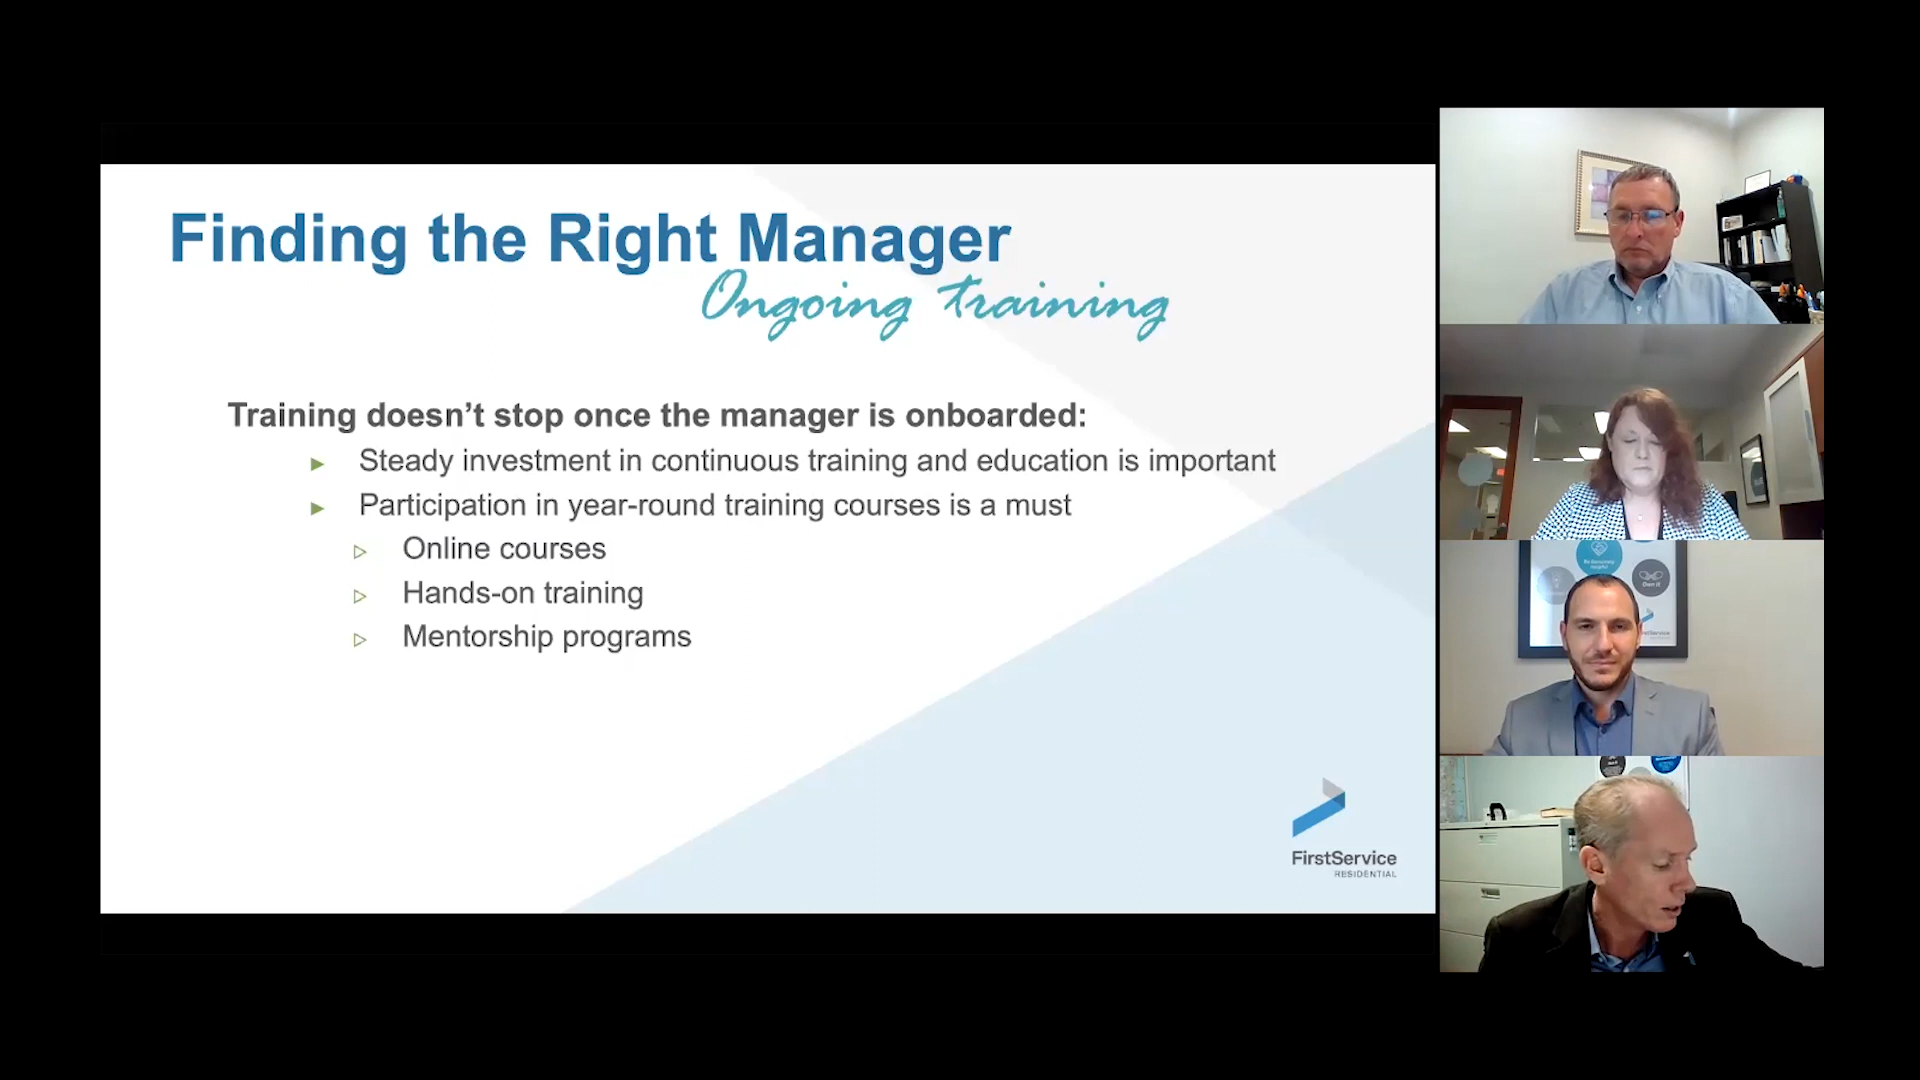 Finding the Right Manager
Ongoing Training
Training doesn’t stop once the manager is onboarded:
Steady investment in continuous training and education is important
Participation in year-round training courses is a must
Online courses
Hands-on training
Mentorship programs
FirstService
RESIDENTIAL
Own it